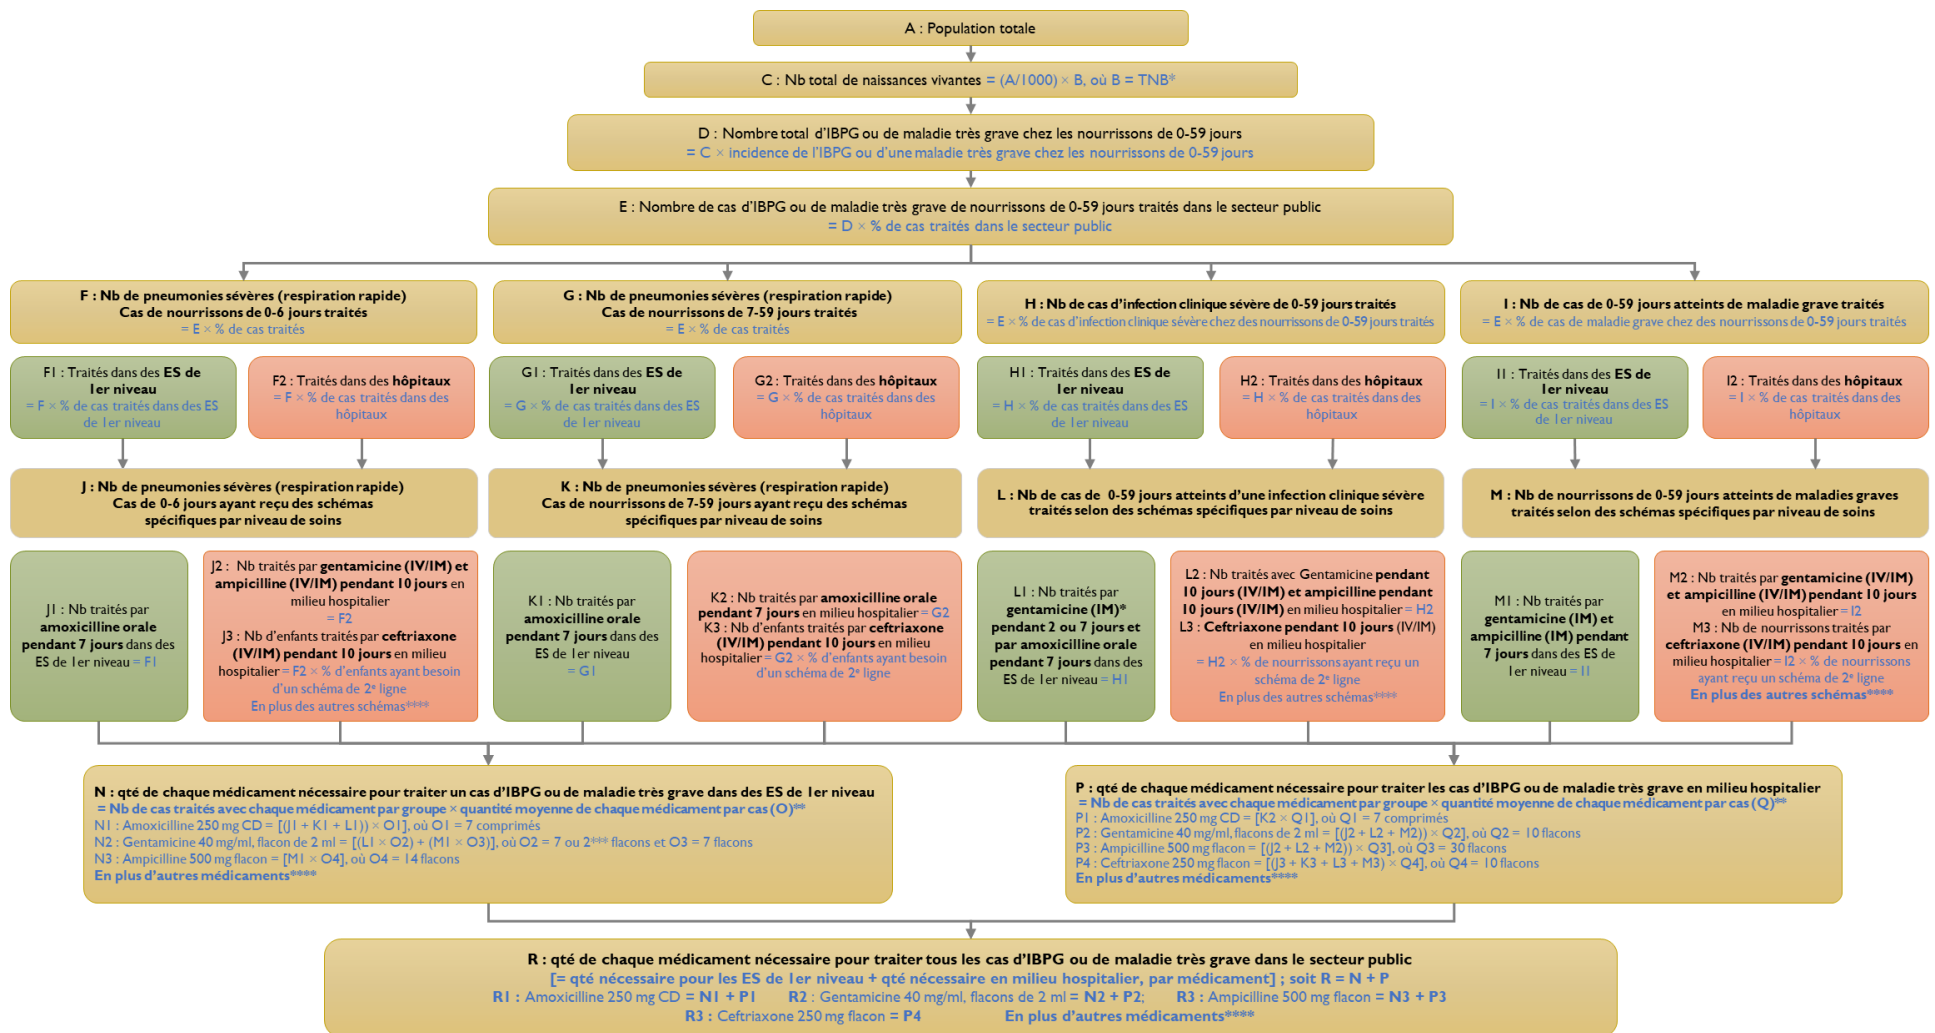 A : Population totale
C : Nb total de naissances vivantes = (A/1000) × B, où B = TNB*
D : Nombre total d'IBPG ou de maladie très grave chez les nourrissons de 0-59 jours
= C × incidence de l'IBPG ou d'une maladie très grave chez les nourrissons de 0-59 jours
E : Nombre de cas d'IBPG ou de maladie très grave de nourrissons de 0-59 jours traités dans le secteur public
= D × % de cas traités dans le secteur public
F : Nb de pneumonies sévères (respiration rapide)
Cas de nourrissons de 0-6 jours traités
= E × % de cas traités
G : Nb de pneumonies sévères (respiration rapide)
Cas de nourrissons de 7-59 jours traités
= E × % de cas traités
H : Nb de cas d'infection clinique sévère de 0-59 jours traités
= E × % de cas d'infection clinique sévère chez des nourrissons de 0-59 jours traités
I : Nb de cas de 0-59 jours atteints de maladie grave traités
= E × % de cas de maladie grave chez des nourrissons de 0-59 jours traités
F1 : Traités dans des ES de
1er niveau
= F × % de cas traités dans des ES
de 1er niveau
F2 : Traités dans des hôpitaux
= F × % de cas traités dans des
hôpitaux
G1 : Traités dans des ES de
1er niveau
= G × % de cas traités dans des ES
de 1er niveau
G2 : Traités dans des hôpitaux
= G × % de cas traités dans des
hôpitaux
H1 : Traités dans des ES de
1er niveau
= H × % de cas traités dans des ES
de 1er niveau
H2 : Traités dans des hôpitaux
= H × % de cas traités dans des
hôpitaux
I1 : Traités dans des ES de
1er niveau
= I × % de cas traités dans des ES
de 1er niveau
I2 : Traités dans des hôpitaux
= I × % de cas traités dans des
hôpitaux
J : Nb de pneumonies sévères (respiration rapide)
Cas de 0-6 jours ayant reçu des schémas
spécifiques par niveau de soins
K : Nb de pneumonies sévères (respiration rapide)
Cas de nourrissons de 7-59 jours ayant reçu des schémas
spécifiques par niveau de soins
L : Nb de cas de 0-59 jours atteints d'une infection clinique sévère
traités selon des schémas spécifiques par niveau de soins
M : Nb de nourrissons de 0-59 jours atteints de maladies graves
traités selon des schémas spécifiques par niveau de soins
J1 : Nb traités par
amoxicilline orale
pendant 7 jours dans des
ES de 1er niveau = F1
J2 : Nb traités par gentamicine (IV/IM) et
ampicilline (IV/IM) pendant 10 jours en
milieu hospitalier
= F2
J3 : Nb d'enfants traités par ceftriaxone
(IV/IM) pendant 10 jours en milieu
hospitalier = F2 × % d'enfants ayant besoin
d'un schéma de 2e ligne
En plus des autres schémas****
K1 : Nb traités par
amoxicilline orale
pendant 7 jours dans des
ES de 1er niveau
= G1
K2 : Nb traités par amoxicilline orale
pendant 7 jours en milieu hospitalier = G2
K3 : Nb d'enfants traités par ceftriaxone
(IV/IM) pendant 10 jours en milieu
hospitalier = G2 × % d'enfants ayant besoin
d'un schéma de 2e ligne
L1 : Nb traités par
gentamicine (IM)*
pendant 2 ou 7 jours et
par amoxicilline orale
pendant 7 jours dans des
ES de 1er niveau = H1
L2 : Nb traités avec Gentamicine pendant
10 jours (IV/IM) et ampicilline pendant
10 jours (IV/IM) en milieu hospitalier = H2
L3 : Ceftriaxone pendant 10 jours (IV/IM)
en milieu hospitalier
= H2 × % de nourrissons ayant reçu un
schéma de 2e ligne
En plus des autres schémas****
M1 : Nb traités par
gentamicine (IM) et
ampicilline (IM) pendant
7 jours dans des ES de
1er niveau = I1
M2 : Nb traités par gentamicine (IV/IM)
et ampicilline (IV/IM) pendant 10 jours
en milieu hospitalier = I2
M3 : Nb de nourrissons traités par
ceftriaxone (IV/IM) pendant 10 jours en
milieu hospitalier = I2 × % de nourrissons
ayant reçu un schéma de 2e ligne
En plus des autres schémas****
N : qté de chaque médicament nécessaire pour traiter un cas d'IBPG ou de maladie très grave dans des ES de 1er niveau
= Nb de cas traités avec chaque médicament par groupe × quantité moyenne de chaque médicament par cas (O)**
N1 : Amoxicilline 250 mg CD = [(J1 + K1 + L1)) × O1], où O1 = 7 comprimés
N2 : Gentamicine 40 mg/ml, flacon de 2 ml = [(L1 × O2) + (M1 × O3)], où O2 = 7 ou 2*** flacons et O3 = 7 flacons
N3 : Ampicilline 500 mg flacon = [M1 × O4], où O4 = 14 flacons
En plus d'autres médicaments****
P : qté de chaque médicament nécessaire pour traiter les cas d'IBPG ou de maladie très grave en milieu hospitalier
= Nb de cas traités avec chaque médicament par groupe × quantité moyenne de chaque médicament par cas (Q)**
P1 : Amoxicilline 250 mg CD = [K2 × Q1], où Q1 = 7 comprimés
P2 : Gentamicine 40 mg/ml, flacons de 2 ml = [(J2 + L2 + M2)) × Q2], où Q2 = 10 flacons
P3 : Ampicilline 500 mg flacon = [(J2 + L2 + M2)) × Q3], où Q3 = 30 flacons
P4 : Ceftriaxone 250 mg flacon = [(J3 + K3 + L3 + M3) × Q4], où Q4 = 10 flacons
En plus d'autres médicaments****
R : qté de chaque médicament nécessaire pour traiter tous les cas d'IBPG ou de maladie très grave dans le secteur public
[= qté nécessaire pour les ES de 1er niveau + qté nécessaire en milieu hospitalier, par médicament] ; soit R = N + P
R1 : Amoxicilline 250 mg CD = N1 + P1 R2 : Gentamicine 40 mg/ml, flacons de 2 ml = N2 + P2; R3 : Ampicilline 500 mg flacon = N3 + P3
R3 : Ceftriaxone 250 mg flacon = P4 En plus d'autres médicaments****